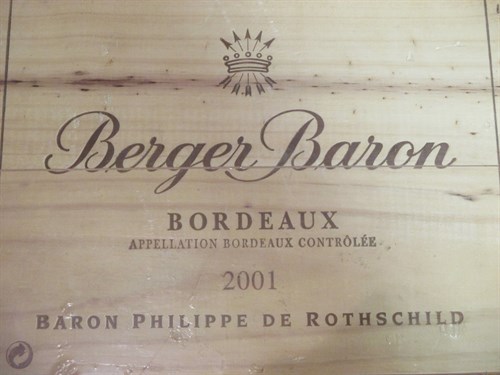 Berger Baron
BORDEAUX
APPELLATION BORDEAUX CONTRÔLÉE
2001
BARON PHILIPPE DE ROTHSCHILD